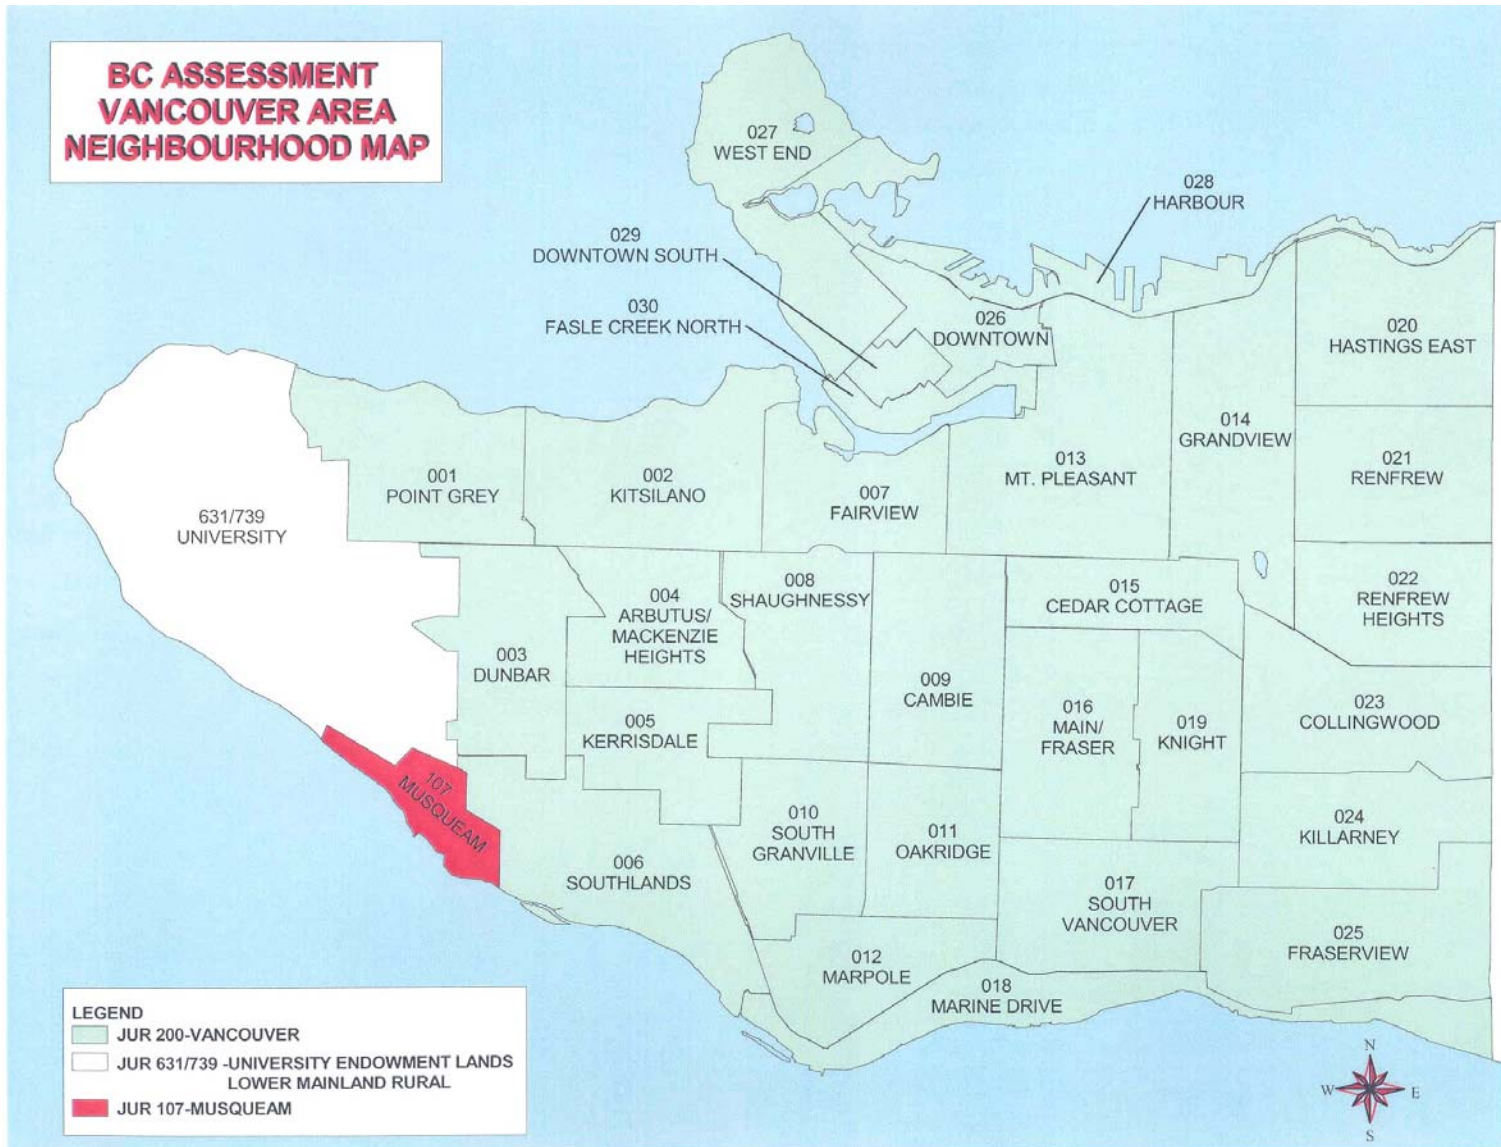 BC ASSESSMENT
VANCOUVER AREA
NEIGHBOURHOOD MAP
027
WEST END
028
HARBOUR
029
DOWNTOWN SOUTH
030
FASLE CREEK NORTH
026
DOWNTOWN
020
HASTINGS EAST
014
GRANDVIEW
013
MT. PLEASANT
021
RENFREW
001
POINT GREY
002
KITSILANO
007
FAIRVIEW
631/739
UNIVERSITY
008
SHAUGHNESSY
015
CEDAR COTTAGE
022
RENFREW
HEIGHTS
004
ARBUTUS/
MACKENZIE
HEIGHTS
003
DUNBAR
009
CAMBIE
016
MAIN/
FRASER
019
KNIGHT
023
COLLINGWOOD
005
KERRISDALE
107
MUSQUEAM
010
SOUTH
GRANVILLE
011
OAKRIDGE
024
KILLARNEY
006
SOUTHLANDS
017
SOUTH
VANCOUVER
025
FRASERVIEW
012
MARPOLE
018
MARINE DRIVE
LEGEND
JUR 200-VANCOUVER
JUR 631/739 -UNIVERSITY ENDOWMENT LANDS
LOWER MAINLAND RURAL
JUR 107-MUSQUEAM
N
W E
S